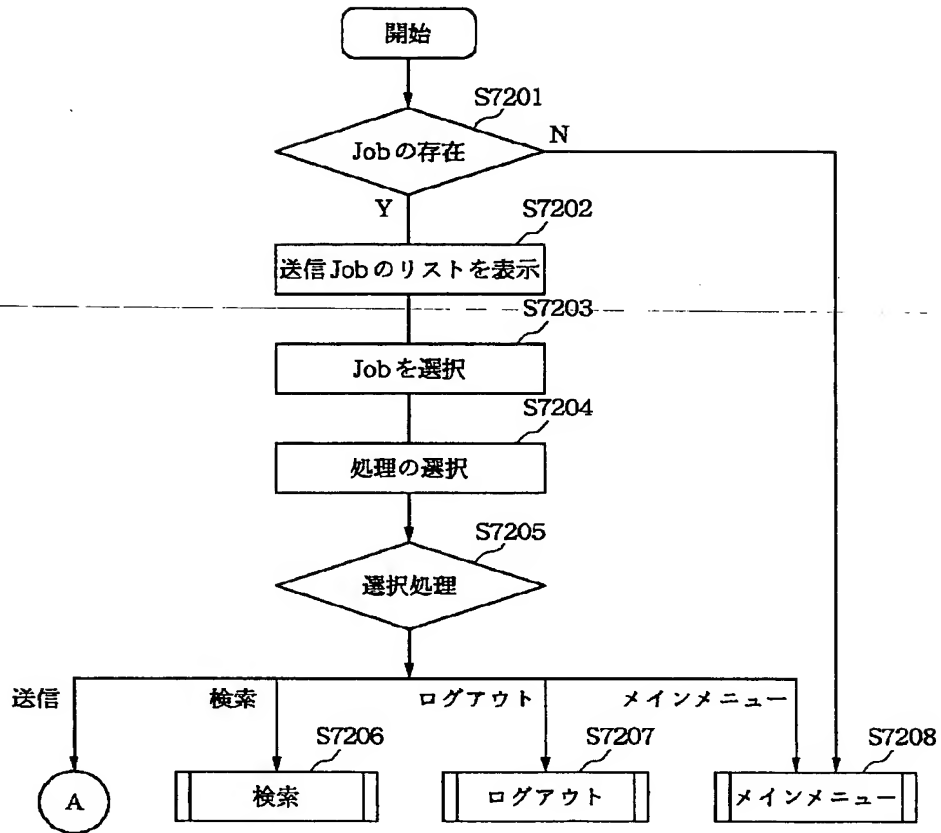 開始
S7201
Jobの存在
N
Y
S7202
送信Jobのリストを表示
S7203
Jobを選択
S7204
処理の選択
S7205
選択処理
送信
検索
ログアウト
メインメニュー
S7206
S7207
S7208
A
検索
ログアウト
メインメニュー